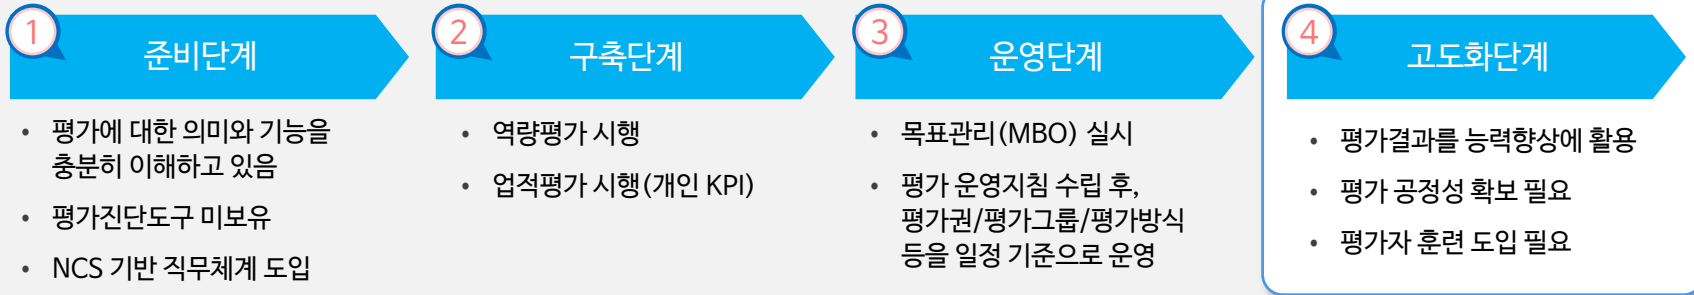 1
준비단계
• 평가에 대한 의미와 기능을
충분히 이해하고 있음
• 평가진단도구 미보유
• NCS 기반 직무체계 도입
2
구축단계
• 역량평가 시행
• 업적평가 시행(개인 KPI)
3
운영단계
• 목표관리(MBO) 실시
• 평가 운영지침 수립 후,
평가권/평가그룹/평가방식
등을 일정 기준으로 운영
4
고도화단계
• 평가결과를 능력향상에 활용
• 평가 공정성 확보 필요
• 평가자 훈련 도입 필요